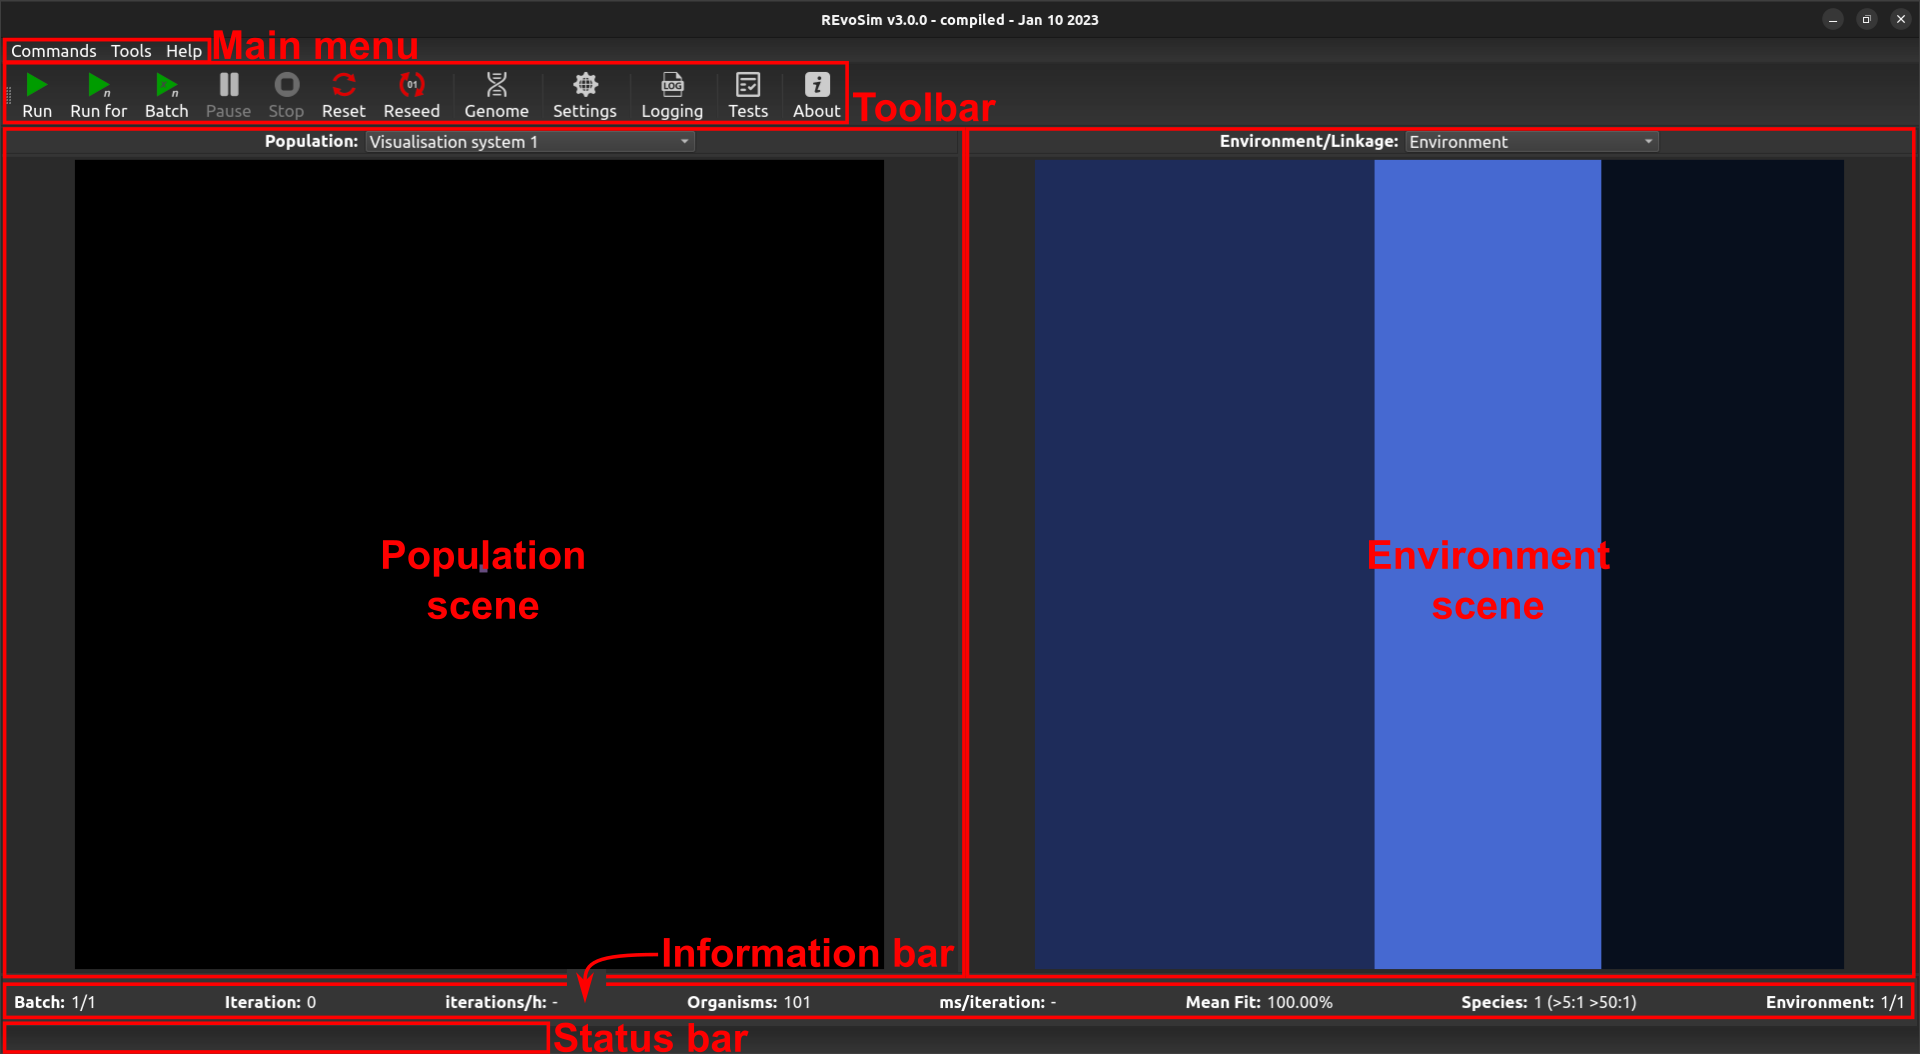 REvoSim v3.0.0 - compiled - Jan 10 2023
Commands Tools Help Main menu
Run Run for Batch Pause Stop Reset Reseed Genome Settings Logging Tests About Toolbar
n n 01 LOG i
Population: Visualisation system 1 Environment/Linkage: Environment
Population
scene
Environment
scene
Information bar
Batch: 1/1 Iteration: 0 iterations/h: - Organisms: 101 ms/iteration: - Mean Fit: 100.00% Species: 1 (>5:1 >50:1) Environment: 1/1
Status bar